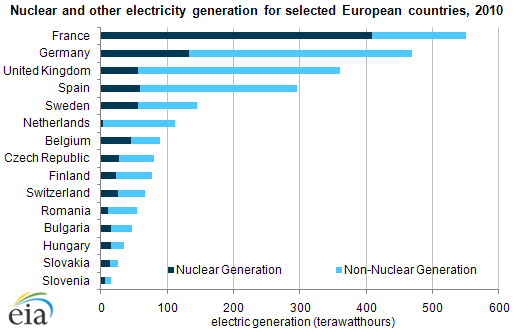 Nuclear and other electricity generation for selected European countries, 2010
France
Germany
United Kingdom
Spain
Sweden
Netherlands
Belgium
Czech Republic
Finland
Switzerland
Romania
Bulgaria
Hungary
Slovakia
Slovenia
Nuclear Generation Non-Nuclear Generation
0 100 200 300 400 500 600
electric generation (terawatthours)
eia